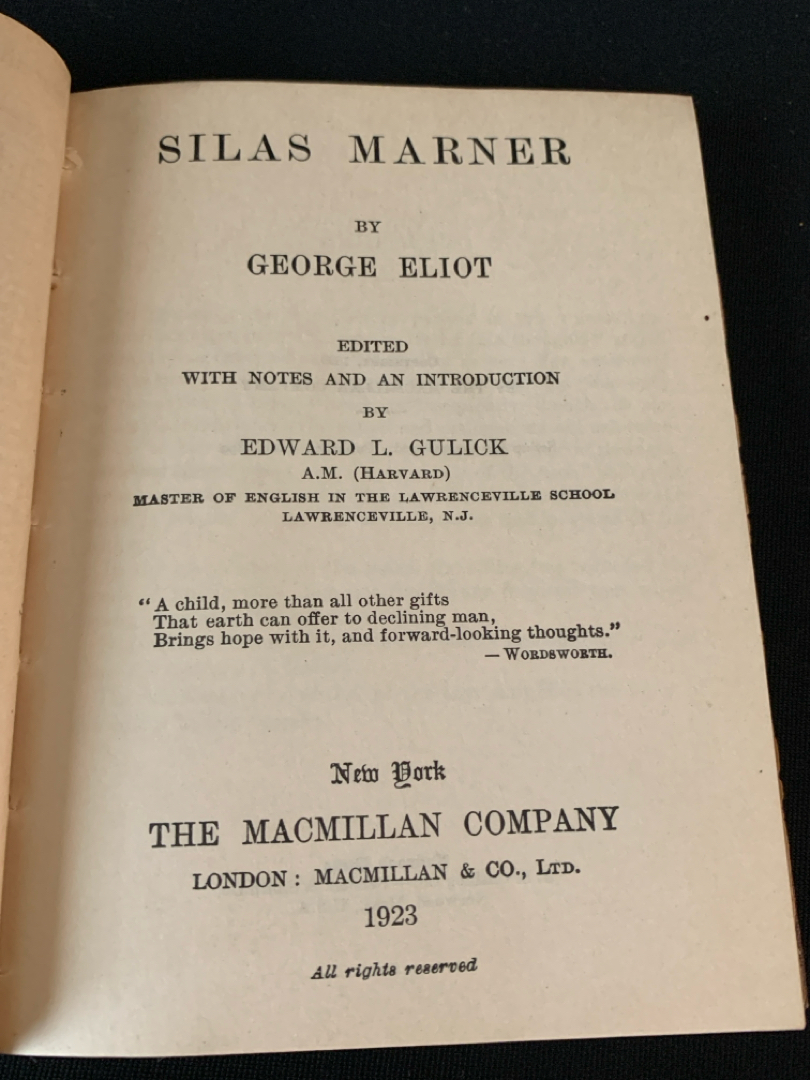 SILAS MARNER
BY
GEORGE ELIOT
EDITED
WITH NOTES AND AN INTRODUCTION
BY
EDWARD L. GULICK
A.M. (HARVARD)
MASTER OF ENGLISH IN THE LAWRENCEVILLE SCHOOL
LAWRENCEVILLE, N.J.
“A child, more than all other gifts
That earth can offer to declining man,
Brings hope with it, and forward-looking thoughts.”
— WORDSWORTH.
New York
THE MACMILLAN COMPANY
LONDON: MACMILLAN & CO., LTD.
1923
All rights reserved